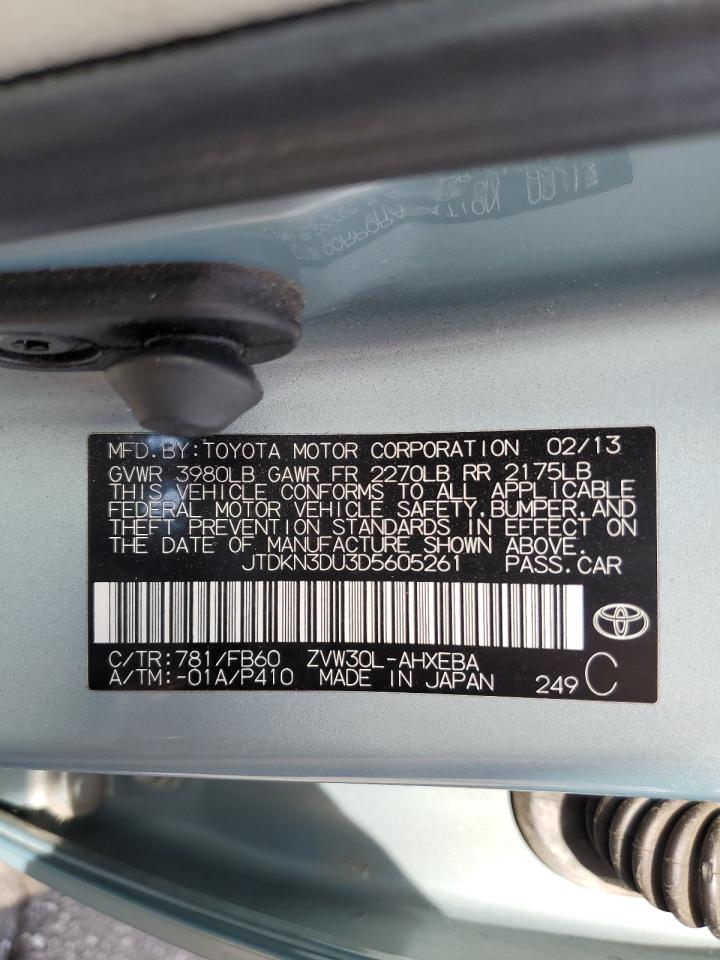 MFD. BY: TOYOTA MOTOR CORPORATION 02/13
GVWR 3980LB GAWR FR 2270LB RR 2175LB
THIS VEHICLE CONFORMS TO ALL APPLICABLE
FEDERAL MOTOR VEHICLE SAFETY, BUMPER, AND
THEFT PREVENTION STANDARDS IN EFFECT ON
THE DATE OF MANUFACTURE SHOWN ABOVE.
JTDKN3DU3D5605261 PASS. CAR
C/TR: 781/FB60 ZVW30L-AHXEBA
A/TM: -01A/P410 MADE IN JAPAN 249 C